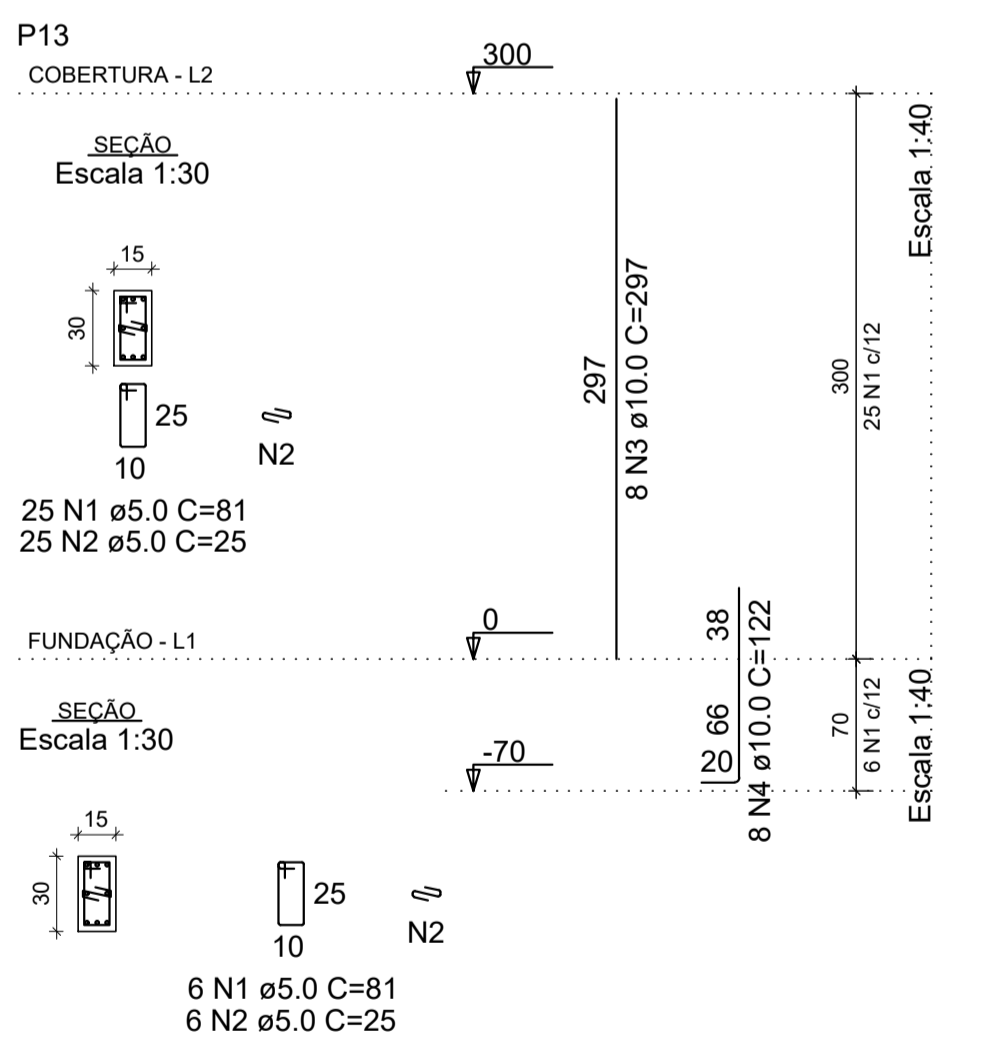 P13
COBERTURA - L2
300
SEÇÃO
Escala 1:30
15
30
25
10
N2
25 N1 ø5.0 C=81
25 N2 ø5.0 C=25
297
8 N3 ø10.0 C=297
300
25 N1 c/12
Escala 1:40
FUNDAÇÃO - L1
0
SEÇÃO
Escala 1:30
-70
38
66
20
8 N4 ø10.0 C=122
70
6 N1 c/12
Escala 1:40
15
30
25
10
N2
6 N1 ø5.0 C=81
6 N2 ø5.0 C=25